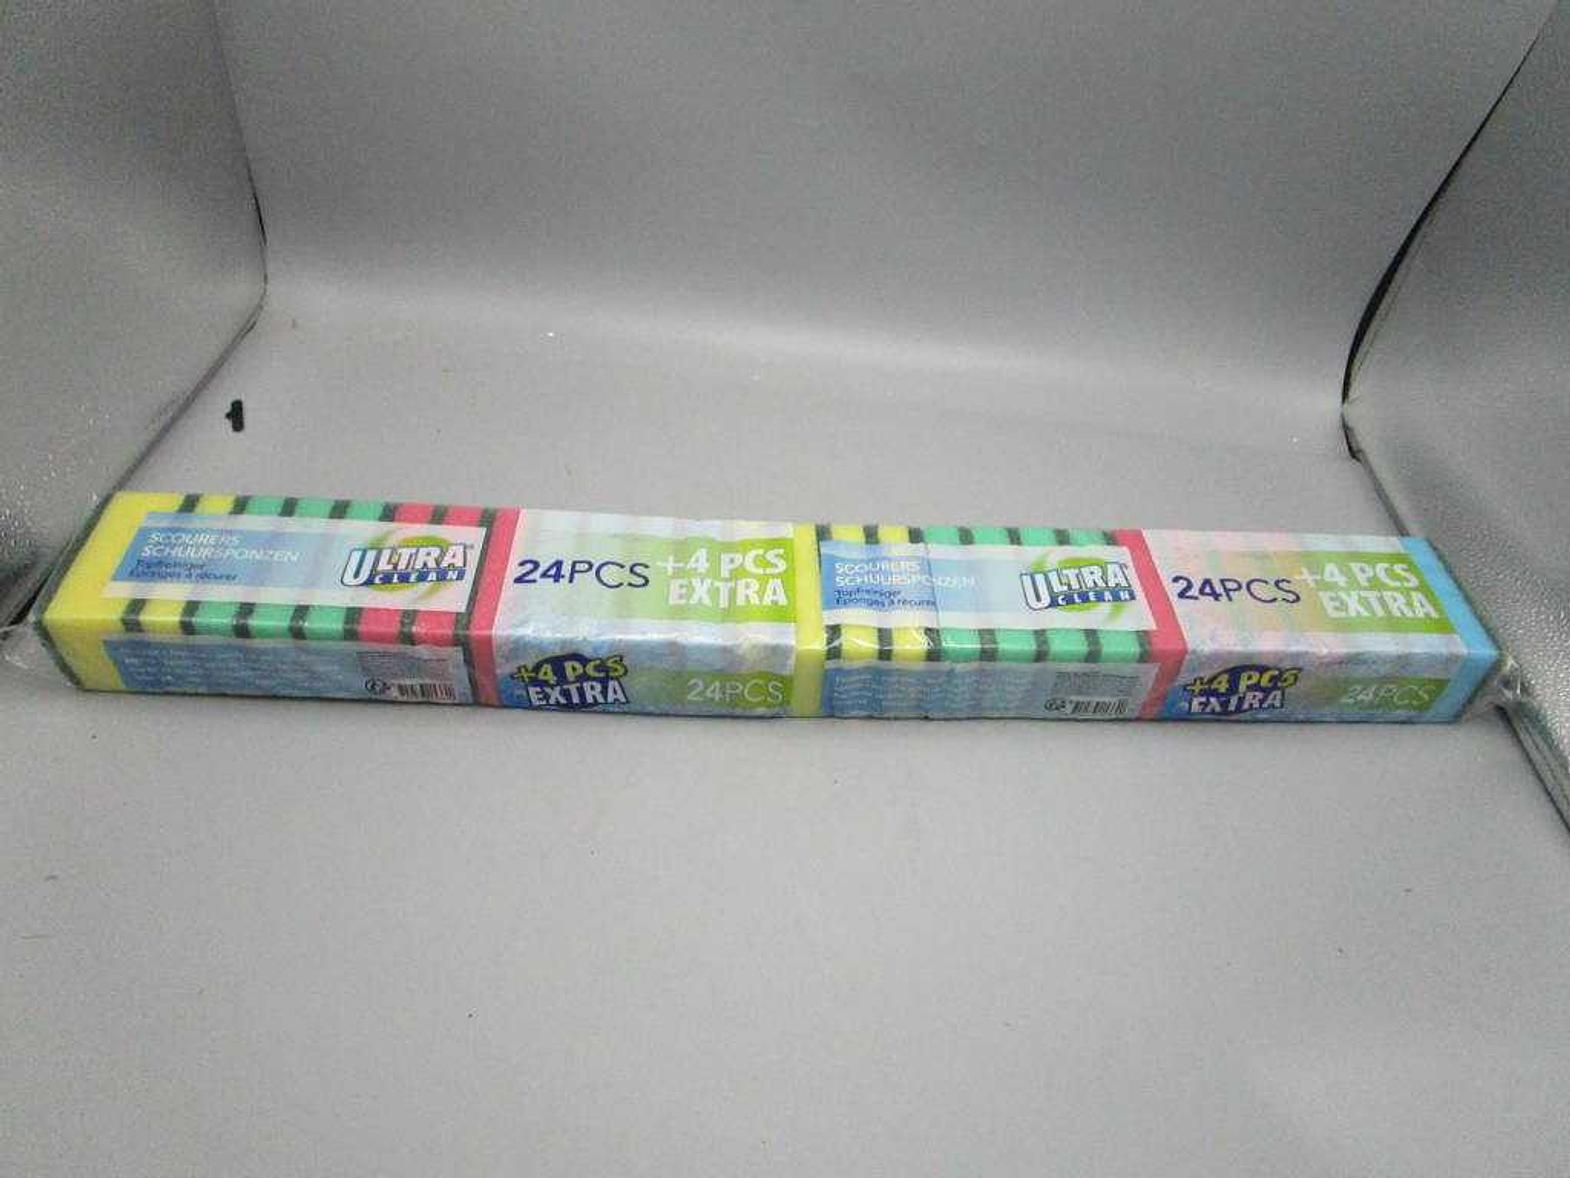 SCOURERS
SCHUURSPONZEN
Topfreiniger
Éponges à récurer
ULTRA
CLEAN
24PCS
+4 PCS
EXTRA
SCOURERS
SCHUURSPONZEN
Topfreiniger
Éponges à récurer
ULTRA
CLEAN
24PCS
+4 PCS
EXTRA
+4 PCS
EXTRA
24PCS
+4 PCS
EXTRA
24PCS